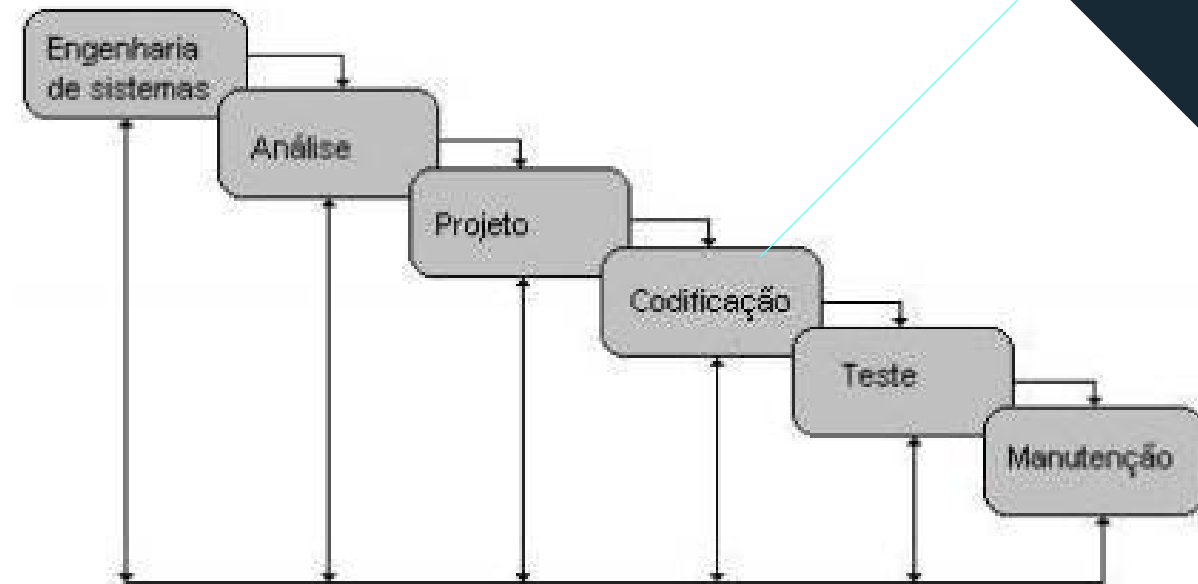 Engenharia
de sistemas
Análise
Projeto
Codificação
Teste
Manutenção